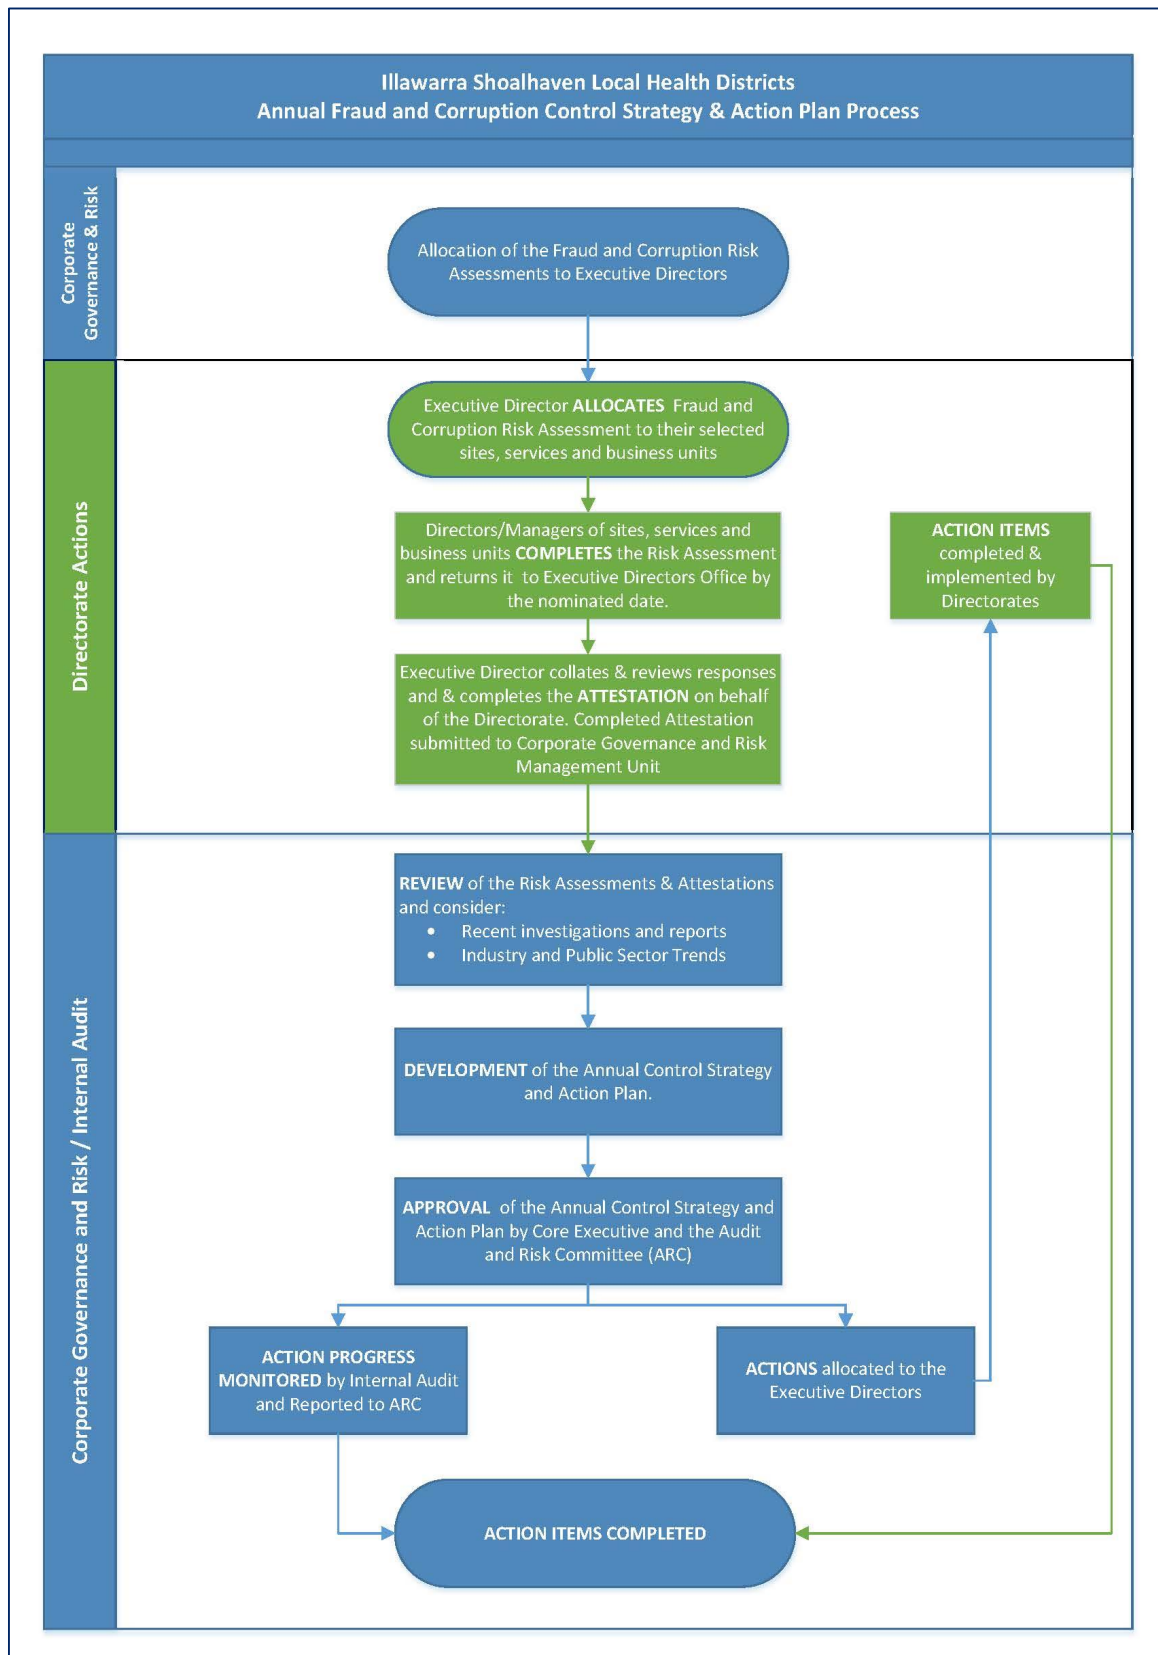 Illawarra Shoalhaven Local Health Districts
Annual Fraud and Corruption Control Strategy & Action Plan Process
Corporate
Governance & Risk
Allocation of the Fraud and Corruption Risk
Assessments to Executive Directors
Directorate Actions
Executive Director ALLOCATES Fraud and
Corruption Risk Assessment to their selected
sites, services and business units
Directors/Managers of sites, services and
business units COMPLETES the Risk Assessment
and returns it to Executive Directors Office by
the nominated date.
ACTION ITEMS
completed &
implemented by
Directorates
Executive Director collates & reviews responses
and & completes the ATTESTATION on behalf
of the Directorate. Completed Attestation
submitted to Corporate Governance and Risk
Management Unit
Corporate Governance and Risk / Internal Audit
REVIEW of the Risk Assessments & Attestations
and consider:
• Recent investigations and reports
• Industry and Public Sector Trends
DEVELOPMENT of the Annual Control Strategy
and Action Plan.
APPROVAL of the Annual Control Strategy and
Action Plan by Core Executive and the Audit
and Risk Committee (ARC)
ACTION PROGRESS
MONITORED by Internal Audit
and Reported to ARC
ACTIONS allocated to the
Executive Directors
ACTION ITEMS COMPLETED